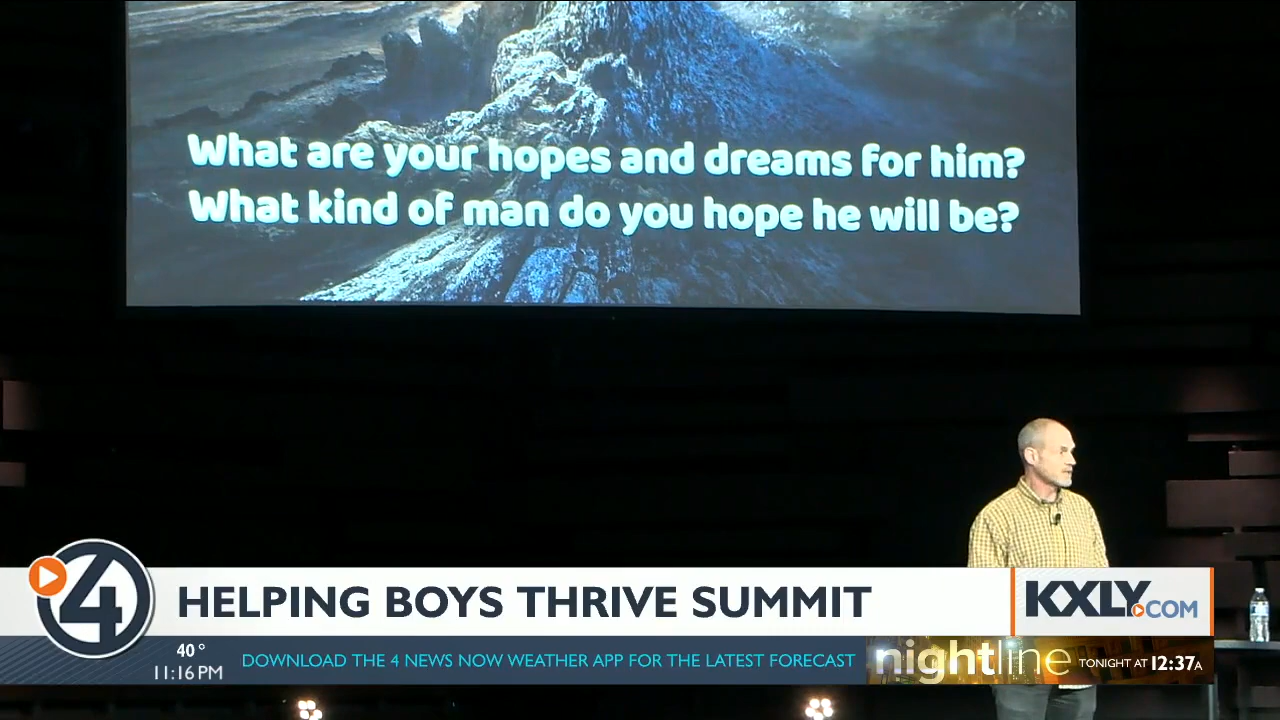 What are your hopes and dreams for him?
What kind of man do you hope he will be?
4
HELPING BOYS THRIVE SUMMIT
KXLY.COM
40°
11:16 PM
DOWNLOAD THE 4 NEWS NOW WEATHER APP FOR THE LATEST FORECAST
nightline TONIGHT AT 12:37A